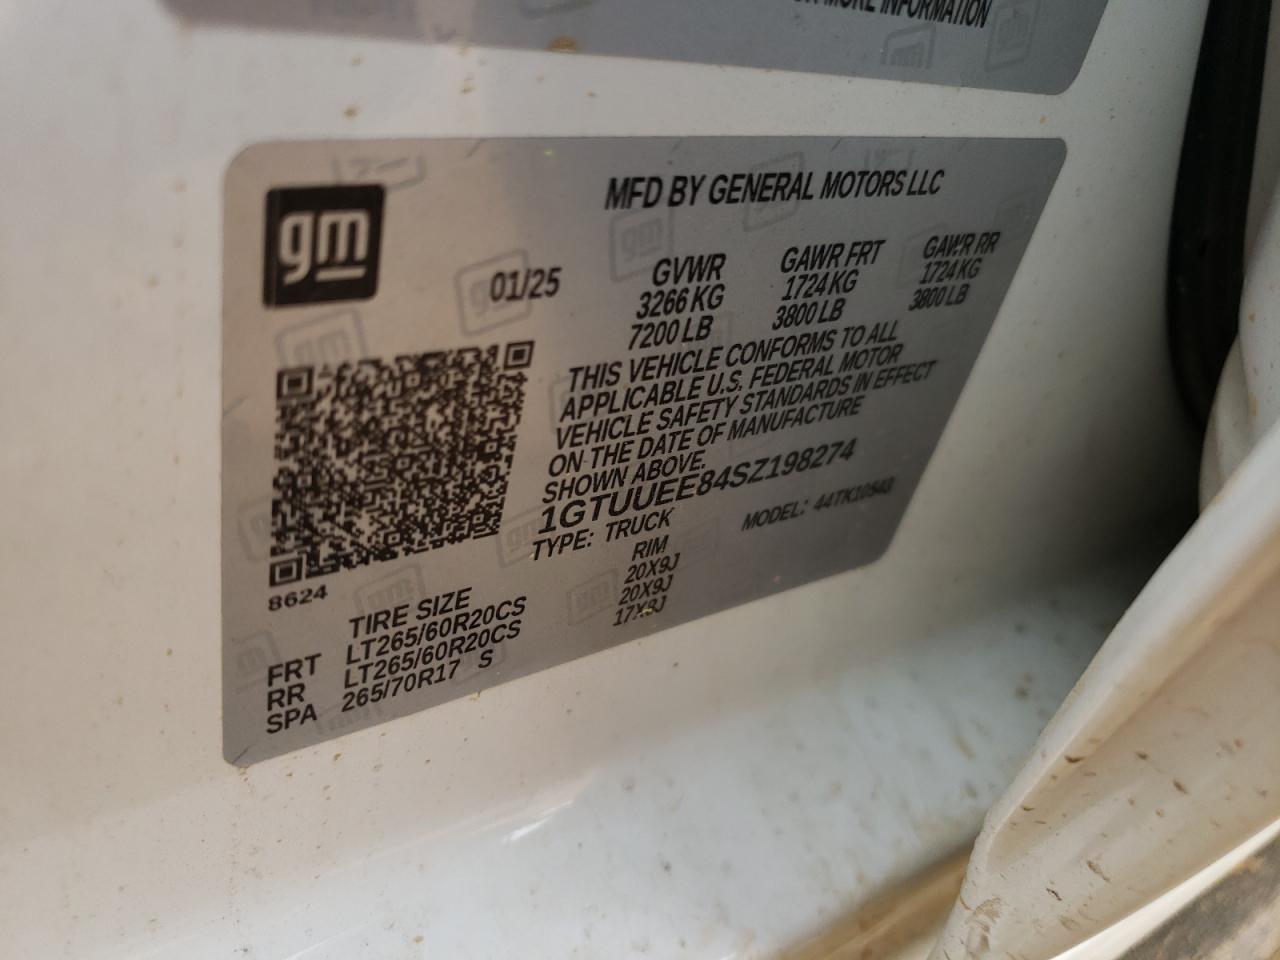 OR MORE INFORMATION
gm
MFD BY GENERAL MOTORS LLC
01/25
GVWR GAWR FRT GAWR RR
3266 KG 1724 KG 1724 KG
7200 LB 3800 LB 3800 LB
THIS VEHICLE CONFORMS TO ALL
APPLICABLE U.S. FEDERAL MOTOR
VEHICLE SAFETY STANDARDS IN EFFECT
ON THE DATE OF MANUFACTURE
SHOWN ABOVE.
1GTUUEE84SZ198274
TYPE: TRUCK MODEL: 44TK10543
8624
TIRE SIZE RIM
FRT LT265/60R20CS 20X9J
RR LT265/60R20CS 20X9J
SPA 265/70R17 S 17X8J